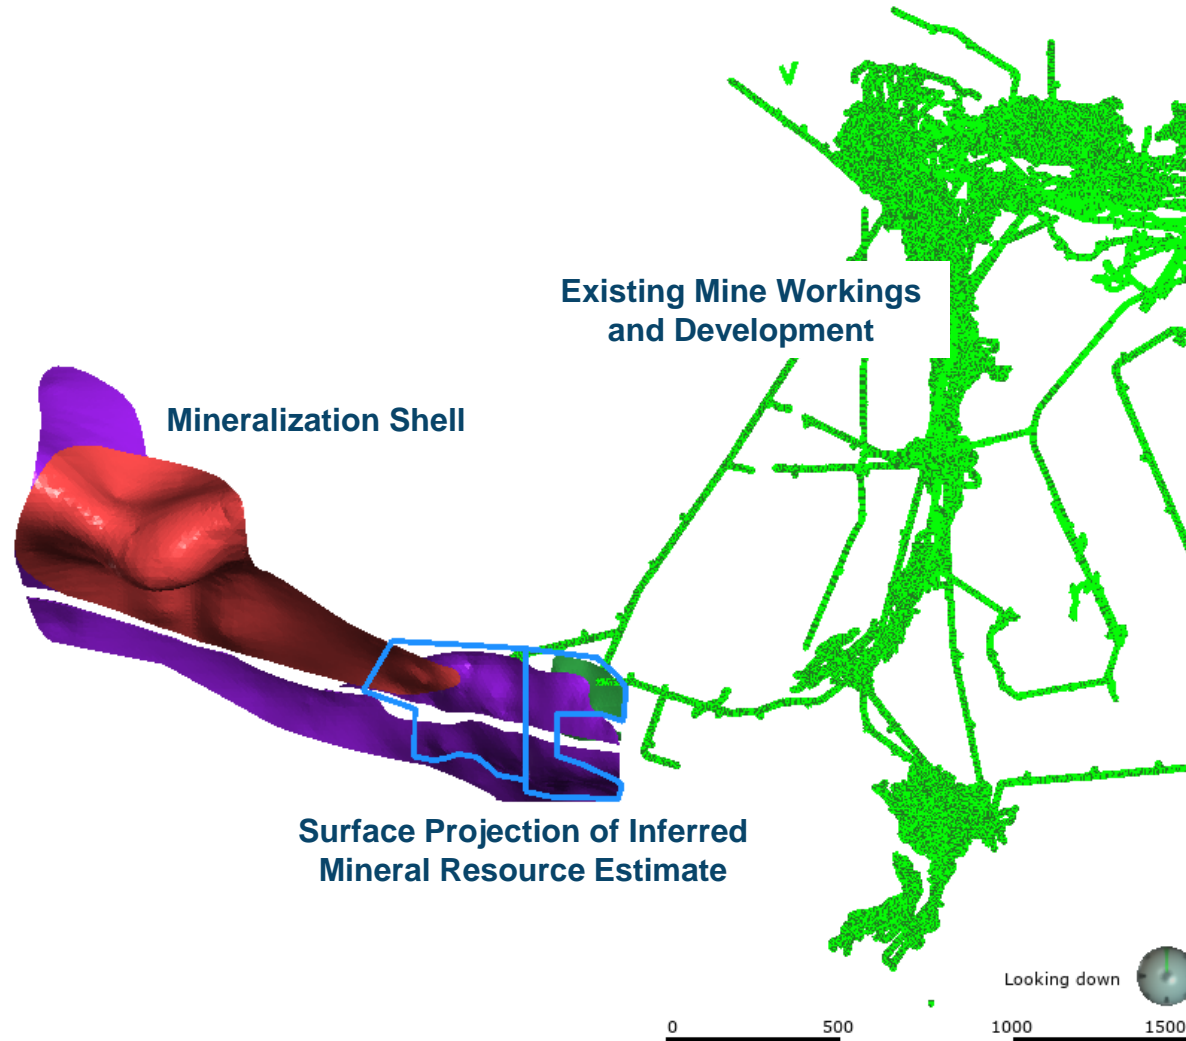 Existing Mine Workings
and Development
Mineralization Shell
Surface Projection of Inferred
Mineral Resource Estimate
Looking down
0 500 1000 1500